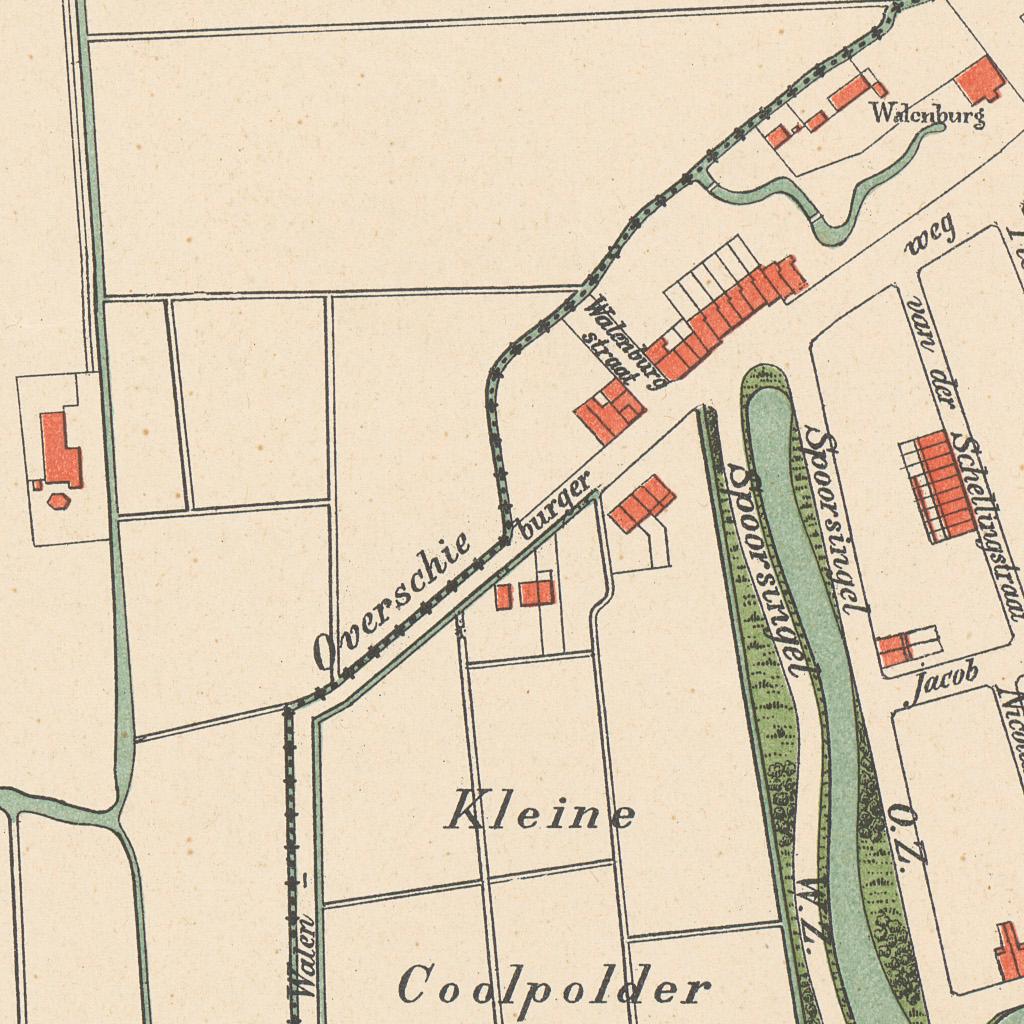 Walenburg
weg
Walenburg
straat
van der
Schellingstraat
Spoorsingel
Spoorsingel
burger
Overschie
Jacob
Kleine
O.Z.
W.Z.
Walen –
Coolpolder